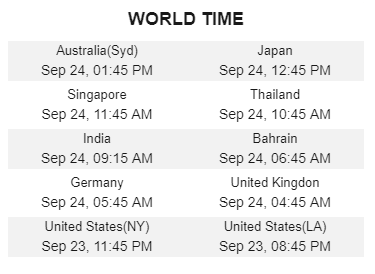 WORLD TIME
Australia(Syd) Japan
Sep 24, 01:45 PM Sep 24, 12:45 PM
Singapore Thailand
Sep 24, 11:45 AM Sep 24, 10:45 AM
India Bahrain
Sep 24, 09:15 AM Sep 24, 06:45 AM
Germany United Kingdon
Sep 24, 05:45 AM Sep 24, 04:45 AM
United States(NY) United States(LA)
Sep 23, 11:45 PM Sep 23, 08:45 PM